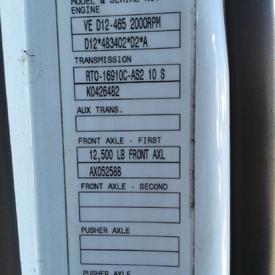 MODEL & SERIAL NO.
ENGINE
VE D12-465 2000RPM
D12*483402*D2*A
TRANSMISSION
RTO-16910C-AS2 10 S
K0426482
AUX TRANS.
FRONT AXLE - FIRST
12,500 LB FRONT AXL
AX052588
FRONT AXLE - SECOND
PUSHER AXLE
PUSHER AXLE